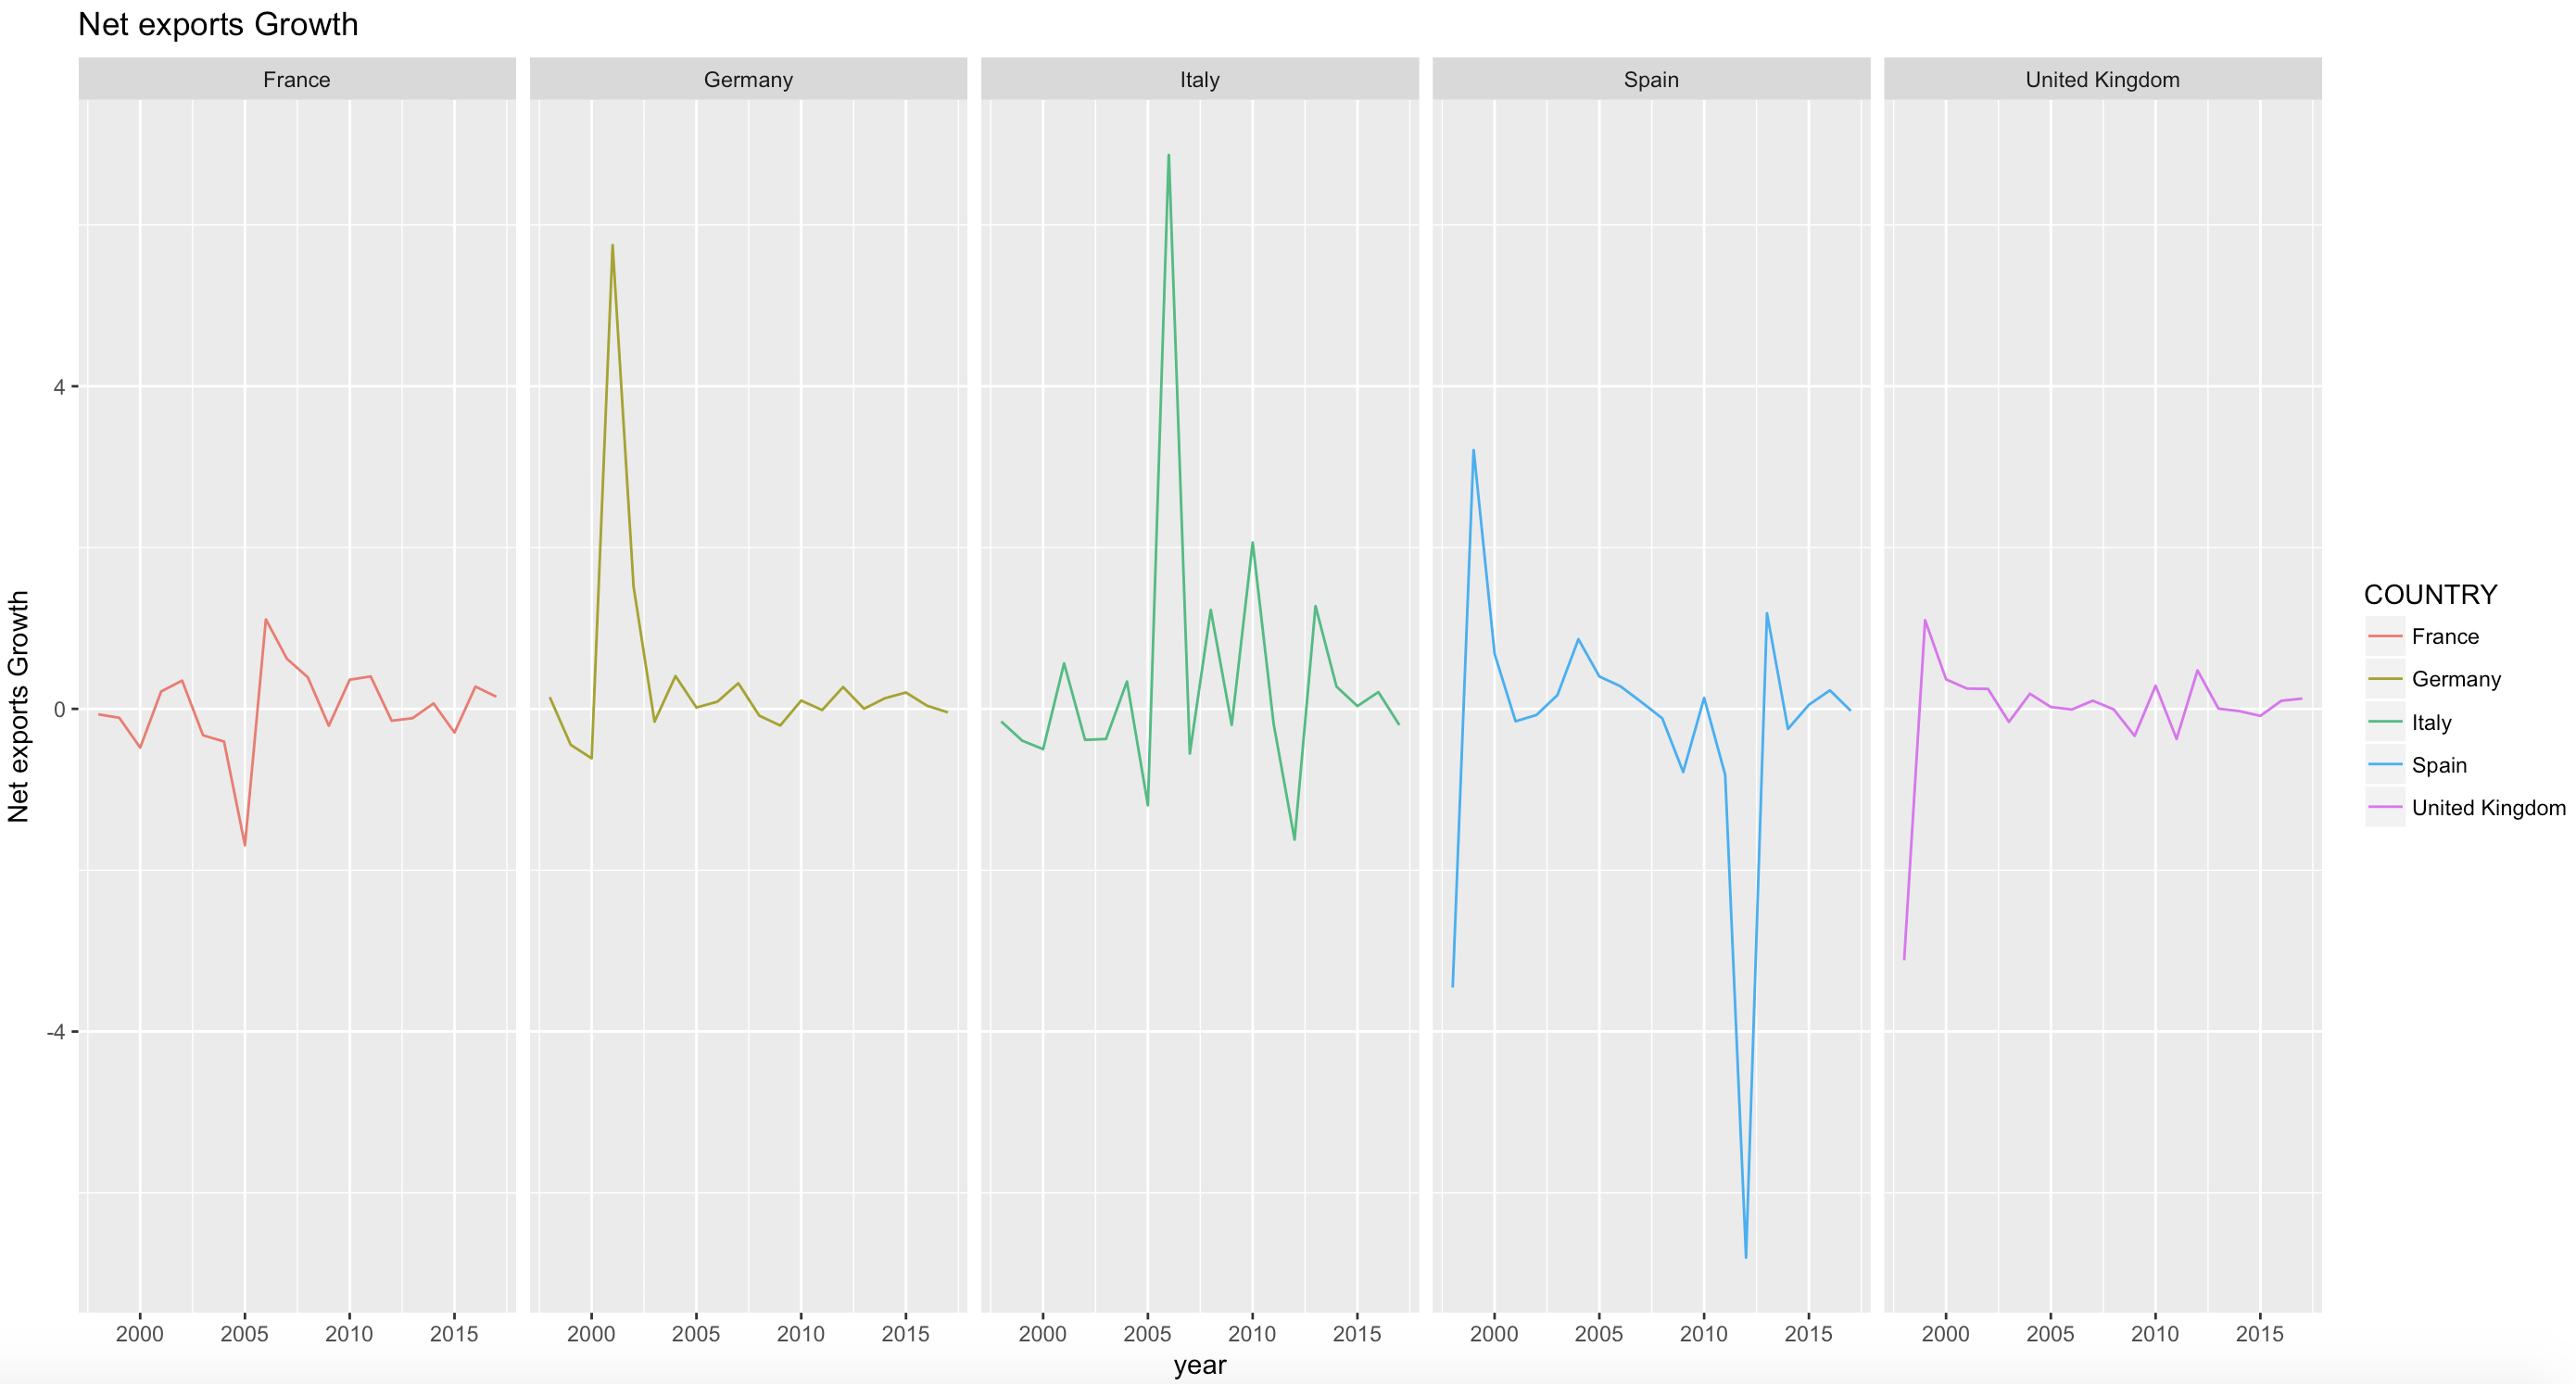 Net exports Growth
France Germany Italy Spain United Kingdom
4
0
-4
Net exports Growth
2000 2005 2010 2015 2000 2005 2010 2015 2000 2005 2010 2015 2000 2005 2010 2015 2000 2005 2010 2015
year
COUNTRY
France
Germany
Italy
Spain
United Kingdom